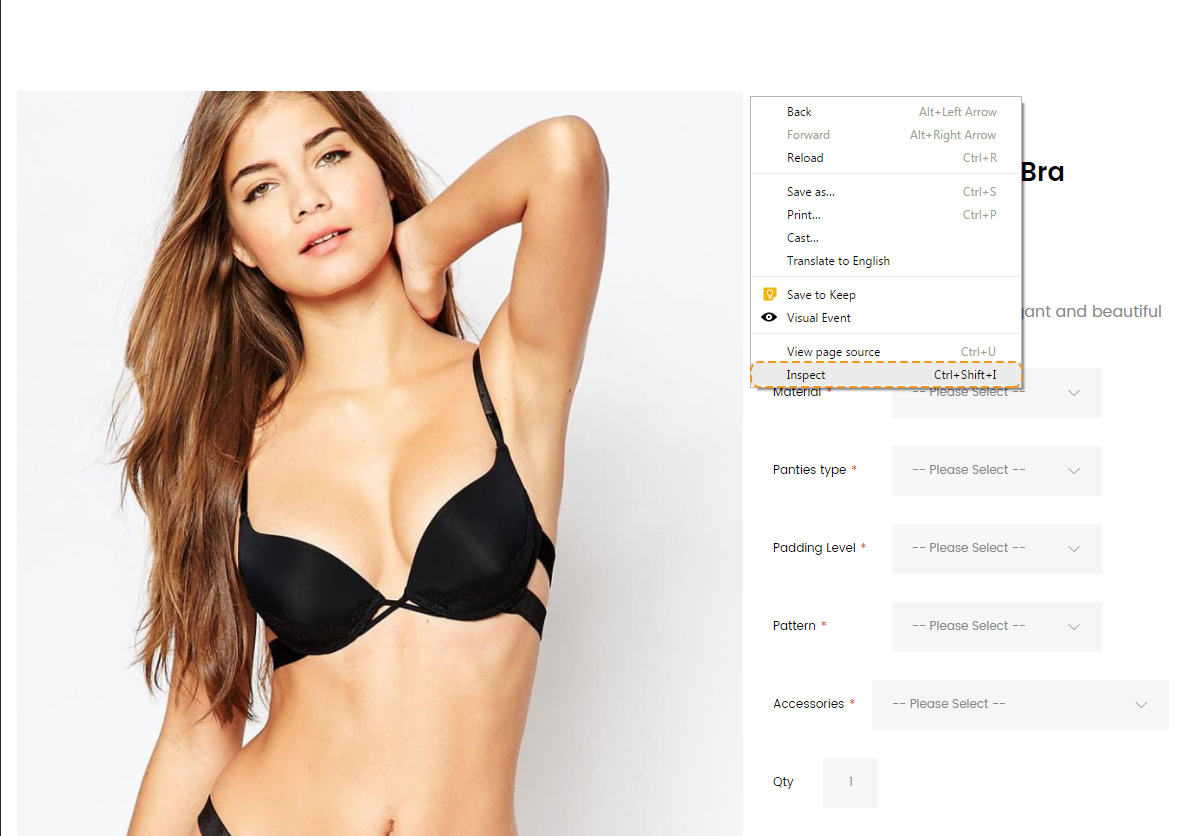 Back Alt+Left Arrow
Forward Alt+Right Arrow
Reload Ctrl+R
Bra
Save as... Ctrl+S
Print... Ctrl+P
Cast...
Translate to English
Save to Keep
Visual Event
and beautiful
View page source Ctrl+U
Inspect Ctrl+Shift+I
Material * -- Please Select --
Panties type * -- Please Select --
Padding Level * -- Please Select --
Pattern * -- Please Select --
Accessories * -- Please Select --
Qty 1